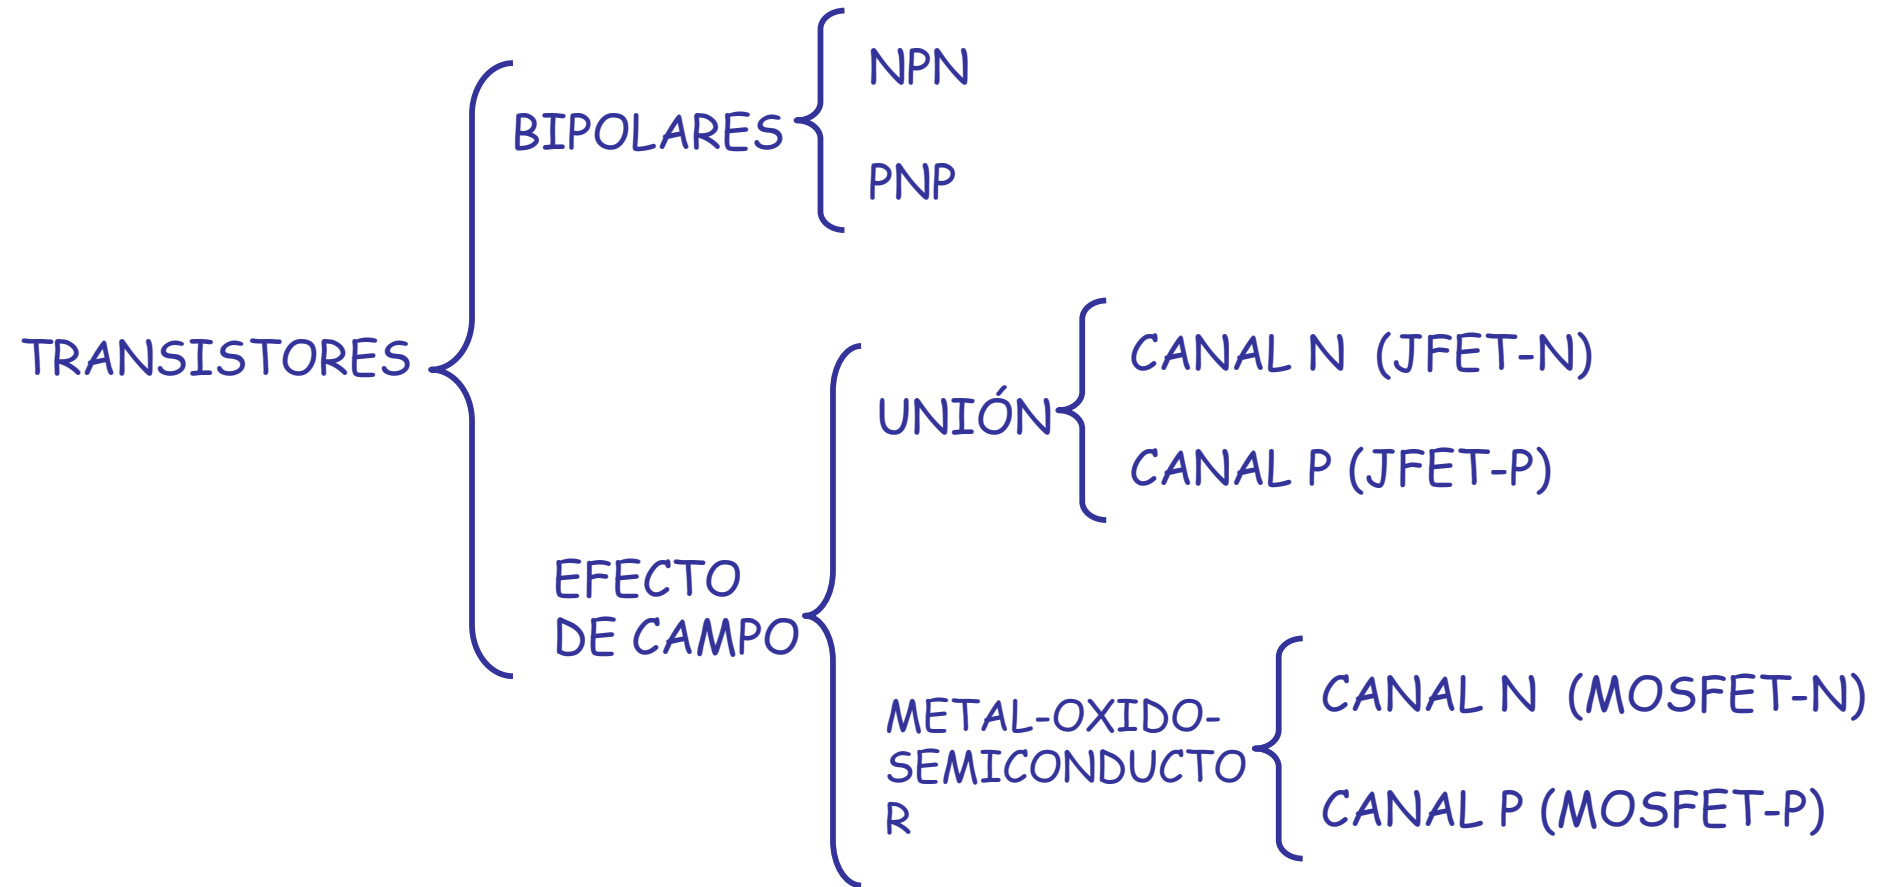 TRANSISTORES
BIPOLARES
NPN
PNP
EFECTO
DE CAMPO
UNIÓN
CANAL N (JFET-N)
CANAL P (JFET-P)
METAL-OXIDO-
SEMICONDUCTO
R
CANAL N (MOSFET-N)
CANAL P (MOSFET-P)